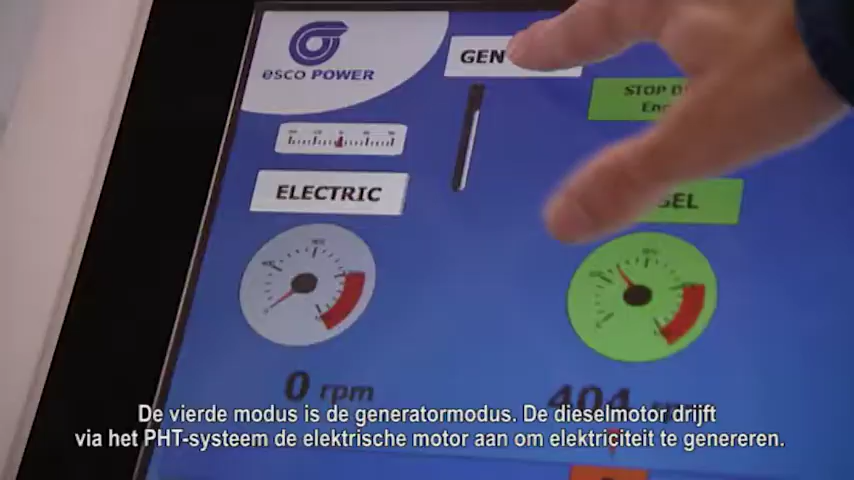 esco POWER
GEN
STOP
ELECTRIC
0 rpm
404
De vierde modus is de generatormodus. De dieselmotor drijft
via het PHT-systeem de elektrische motor aan om elektriciteit te genereren.